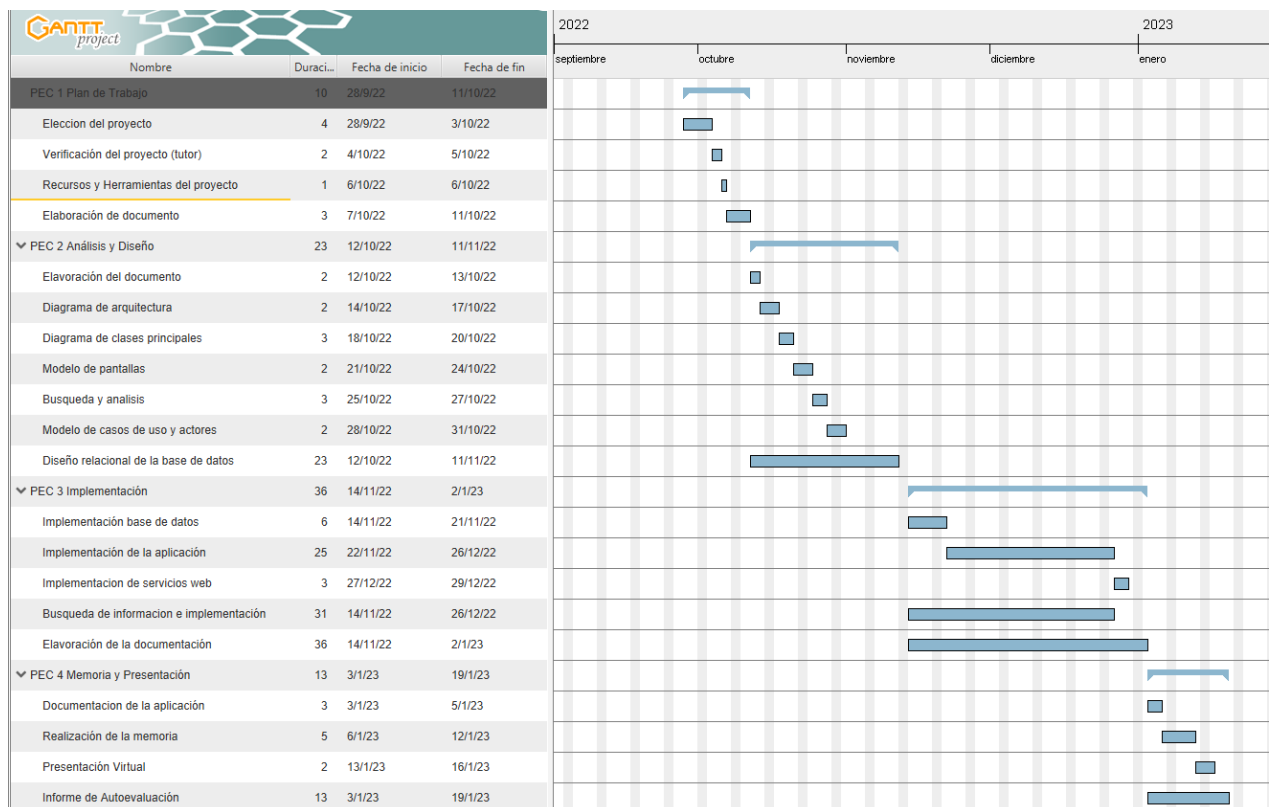 GANTT project
2022 2023
septiembre octubre noviembre diciembre enero
Nombre Duraci... Fecha de inicio Fecha de fin
PEC 1 Plan de Trabajo 10 28/9/22 11/10/22
Eleccion del proyecto 4 28/9/22 3/10/22
Verificación del proyecto (tutor) 2 4/10/22 5/10/22
Recursos y Herramientas del proyecto 1 6/10/22 6/10/22
Elaboración de documento 3 7/10/22 11/10/22
PEC 2 Análisis y Diseño 23 12/10/22 11/11/22
Elavoración del documento 2 12/10/22 13/10/22
Diagrama de arquitectura 2 14/10/22 17/10/22
Diagrama de clases principales 3 18/10/22 20/10/22
Modelo de pantallas 2 21/10/22 24/10/22
Busqueda y analisis 3 25/10/22 27/10/22
Modelo de casos de uso y actores 2 28/10/22 31/10/22
Diseño relacional de la base de datos 23 12/10/22 11/11/22
PEC 3 Implementación 36 14/11/22 2/1/23
Implementación base de datos 6 14/11/22 21/11/22
Implementación de la aplicación 25 22/11/22 26/12/22
Implementacion de servicios web 3 27/12/22 29/12/22
Busqueda de informacion e implementación 31 14/11/22 26/12/22
Elavoración de la documentación 36 14/11/22 2/1/23
PEC 4 Memoria y Presentación 13 3/1/23 19/1/23
Documentacion de la aplicación 3 3/1/23 5/1/23
Realización de la memoria 5 6/1/23 12/1/23
Presentación Virtual 2 13/1/23 16/1/23
Informe de Autoevaluación 13 3/1/23 19/1/23